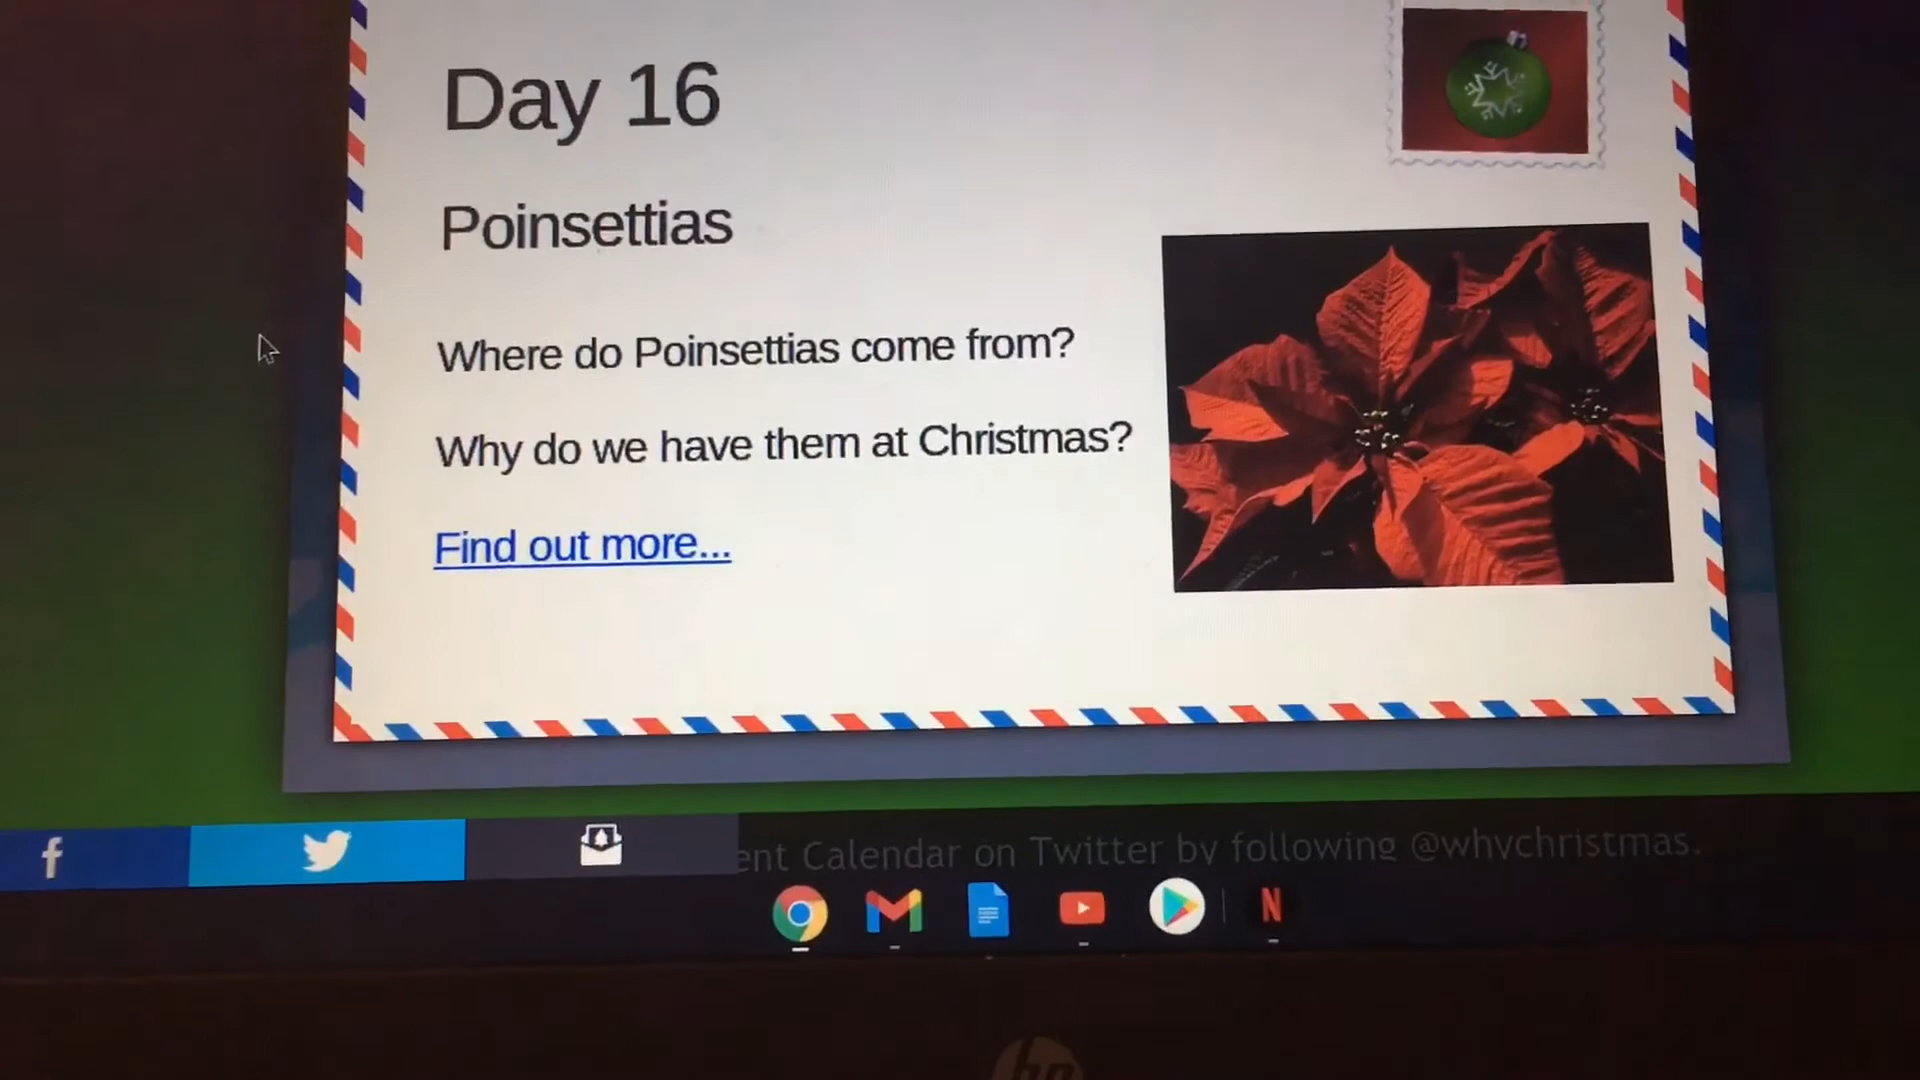 Day 16
Poinsettias
Where do Poinsettias come from?
Why do we have them at Christmas?
Find out more...
ent Calendar on Twitter by following @whychristmas.
N
hp